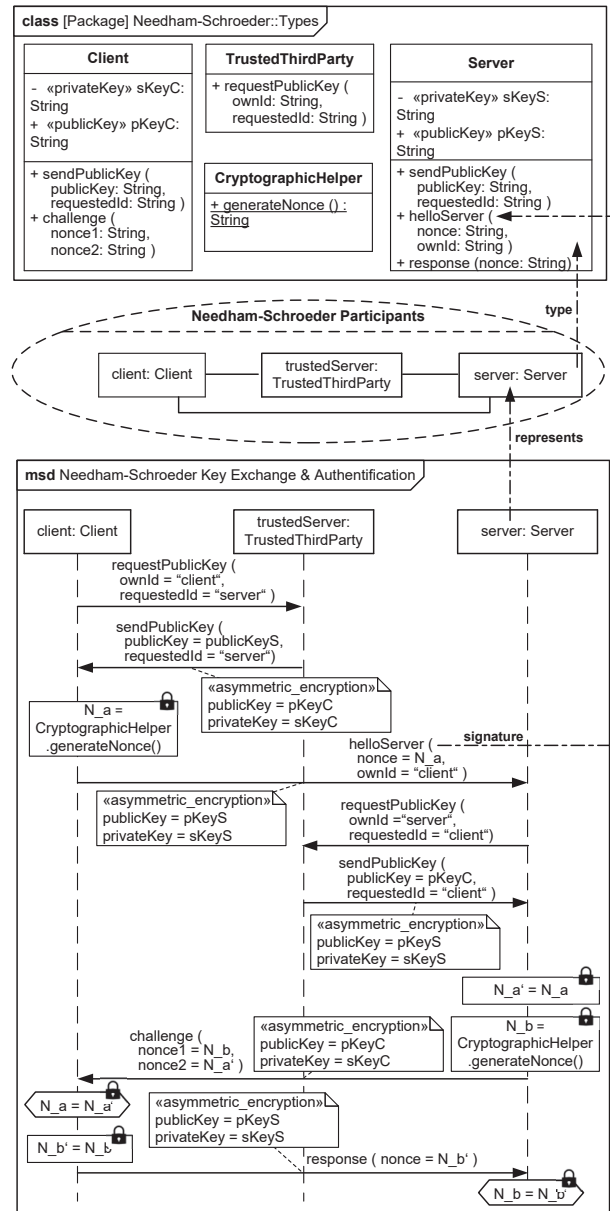 class [Package] Needham-Schroeder::Types
Client
- «privateKey» sKeyC:
String
+ «publicKey» pKeyC:
String
+ sendPublicKey (
publicKey: String,
requestedId: String )
+ challenge (
nonce1: String,
nonce2: String )
TrustedThirdParty
+ requestPublicKey (
ownId: String,
requestedId: String )
CryptographicHelper
+ generateNonce () :
String
Server
- «privateKey» sKeyS:
String
+ «publicKey» pKeyS:
String
+ sendPublicKey (
publicKey: String,
requestedId: String )
+ helloServer (
nonce: String,
ownId: String )
+ response (nonce: String)
type
Needham-Schroeder Participants
client: Client
trustedServer:
TrustedThirdParty
server: Server
represents
msd Needham-Schroeder Key Exchange & Authentification
client: Client
trustedServer:
TrustedThirdParty
server: Server
requestPublicKey (
ownId = “client“,
requestedId = “server“ )
sendPublicKey (
publicKey = publicKeyS,
requestedId = “server“)
«asymmetric_encryption»
publicKey = pKeyC
privateKey = sKeyC
N_a =
CryptographicHelper
.generateNonce()
helloServer (
nonce = N_a,
ownId = “client“ )
signature
«asymmetric_encryption»
publicKey = pKeyS
privateKey = sKeyS
requestPublicKey (
ownId =“server“,
requestedId = “client“)
sendPublicKey (
publicKey = pKeyC,
requestedId = “client“ )
«asymmetric_encryption»
publicKey = pKeyS
privateKey = sKeyS
N_a‘ = N_a
N_b =
CryptographicHelper
.generateNonce()
challenge (
nonce1 = N_b,
nonce2 = N_a‘ )
«asymmetric_encryption»
publicKey = pKeyC
privateKey = sKeyC
N_a = N_a‘
«asymmetric_encryption»
publicKey = pKeyS
privateKey = sKeyS
N_b‘ = N_b
response ( nonce = N_b‘ )
N_b = N_b‘